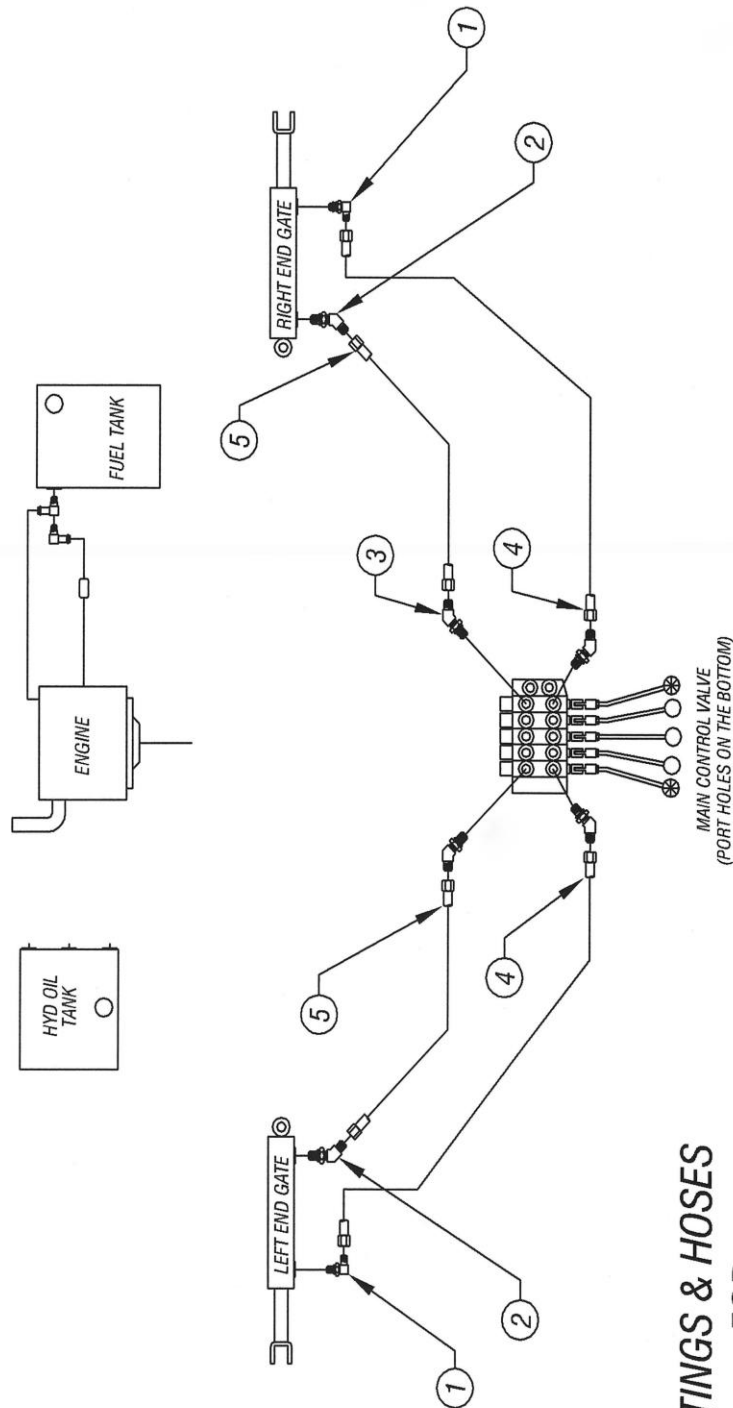 HYD OIL
TANK
ENGINE
FUEL TANK
LEFT END GATE
RIGHT END GATE
1
2
5
4
3
5
2
1
4
MAIN CONTROL VALVE
(PORT HOLES ON THE BOTTOM)
& HOSES